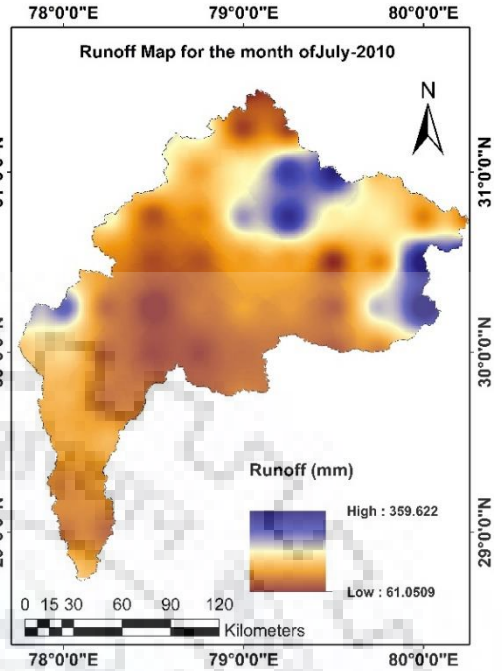 78°0'0"E 79°0'0"E 80°0'0"E
Runoff Map for the month ofJuly-2010
N
31°0'0"N
Runoff (mm)
High : 359.622
Low : 61.0509
30°0'0"N
29°0'0"N
0 15 30 60 90 120
Kilometers
78°0'0"E 79°0'0"E 80°0'0"E